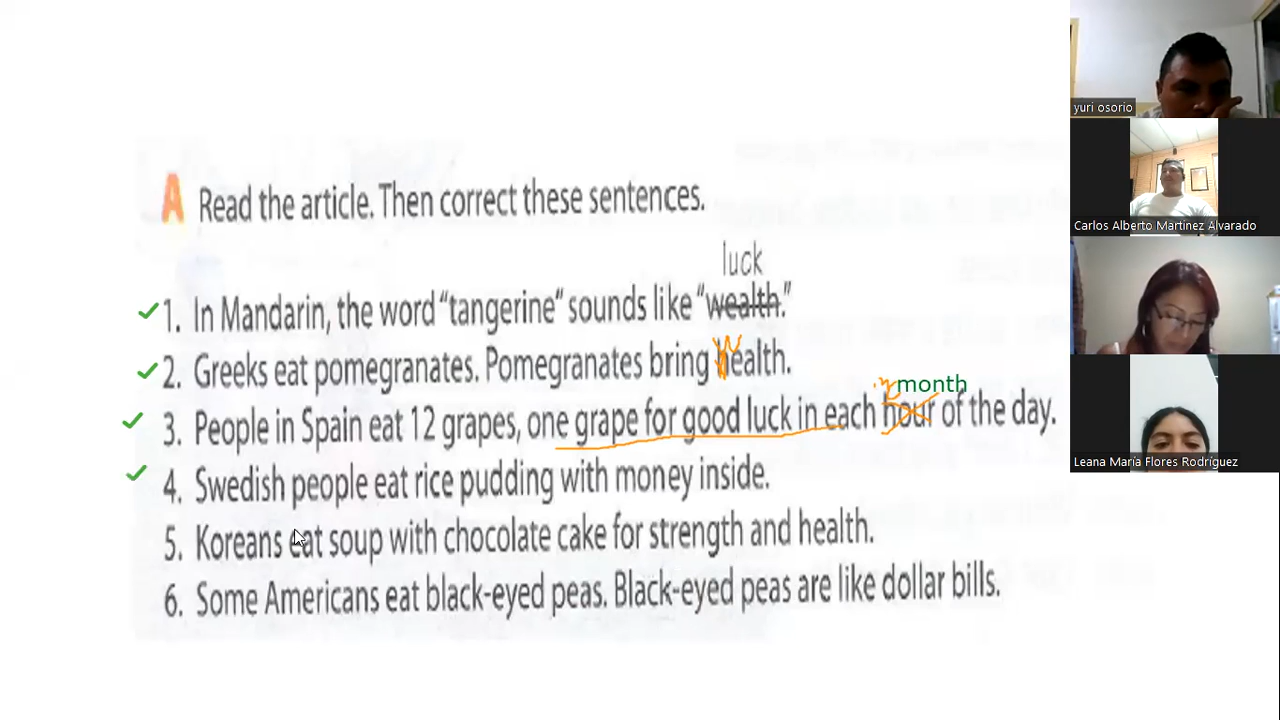 A Read the article. Then correct these sentences.
luck
1. In Mandarin, the word "tangerine" sounds like "wealth."
2. Greeks eat pomegranates. Pomegranates bring wealth.
month
3. People in Spain eat 12 grapes, one grape for good luck in each hour of the day.
4. Swedish people eat rice pudding with money inside.
5. Koreans eat soup with chocolate cake for strength and health.
6. Some Americans eat black-eyed peas. Black-eyed peas are like dollar bills.
yuri osorio
Carlos Alberto Martinez Alvarado
Leana María Flores Rodríguez